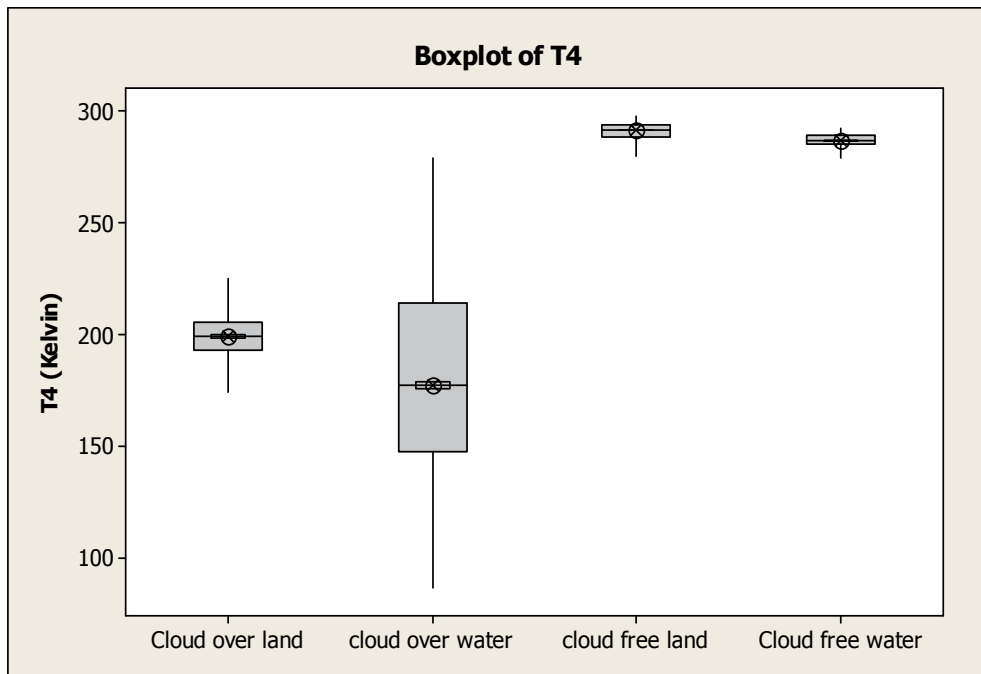 Boxplot of T4
300
250
200
150
100
T4 (Kelvin)
Cloud over land
cloud over water
cloud free land
Cloud free water